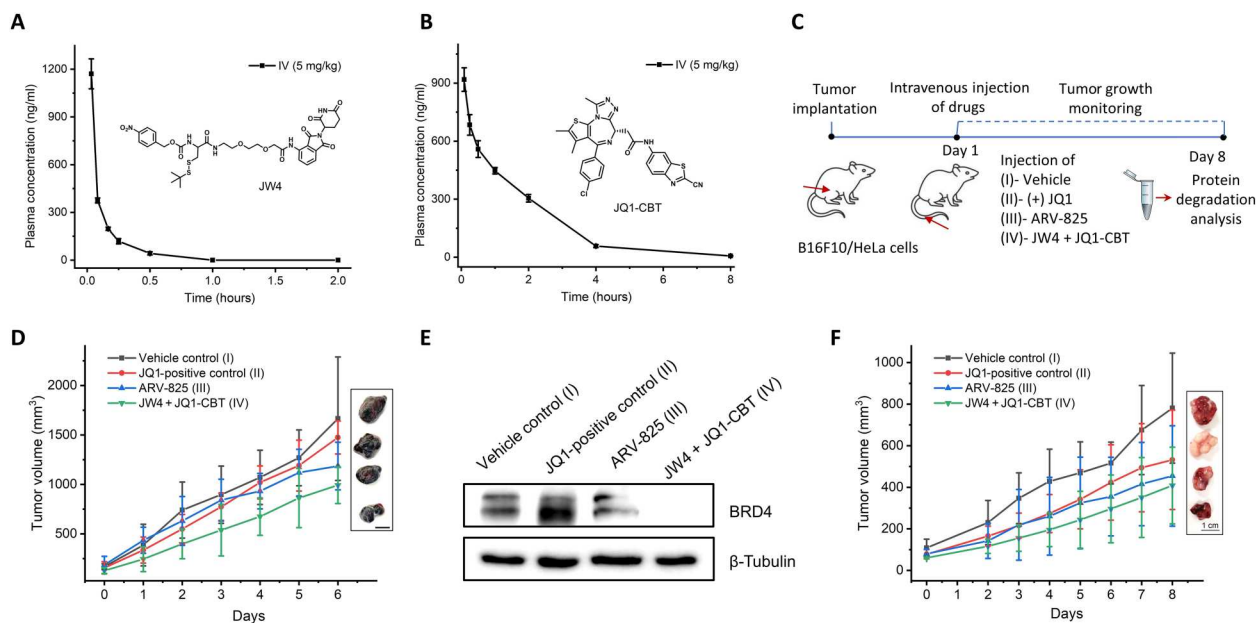 A
Plasma concentration (ng/ml)
1200
900
600
300
0
0.0
0.5
1.0
1.5
2.0
Time (hours)
IV (5 mg/kg)
JW4
B
Plasma concentration (ng/ml)
900
600
300
0
0
2
4
6
8
Time (hours)
IV (5 mg/kg)
JQ1-CBT
C
Tumor
implantation
Intravenous injection
of drugs
Tumor growth
monitoring
Day 1
Day 8
B16F10/HeLa cells
Injection of
(I)- Vehicle
(II)- (+) JQ1
(III)- ARV-825
(IV)- JW4 + JQ1-CBT
Protein
degradation
analysis
D
Tumor volume (mm³)
2000
1500
1000
500
0
1
2
3
4
5
6
Days
Vehicle control (I)
JQ1-positive control (II)
ARV-825 (III)
JW4 + JQ1-CBT (IV)
E
Vehicle control (I)
JQ1-positive control (II)
ARV-825 (III)
JW4 + JQ1-CBT (IV)
BRD4
β-Tubulin
F
Tumor volume (mm³)
1000
800
600
400
200
0
0
1
2
3
4
5
6
7
8
Days
Vehicle control (I)
JQ1-positive control (II)
ARV-825 (III)
JW4 + JQ1-CBT (IV)
1 cm